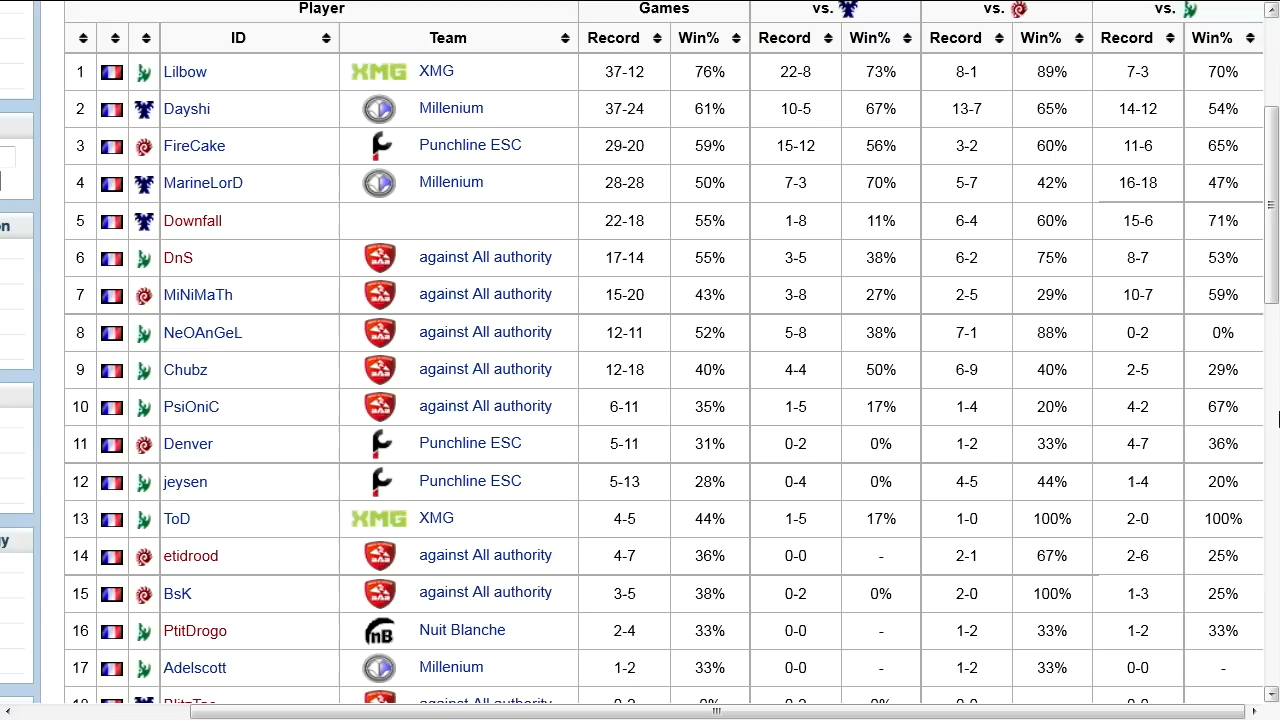 Player Games vs. vs. vs.
ID Team Record Win% Record Win% Record Win% Record Win%
1 Lilbow XMG XMG 37-12 76% 22-8 73% 8-1 89% 7-3 70%
2 Dayshi Millenium 37-24 61% 10-5 67% 13-7 65% 14-12 54%
3 FireCake Punchline ESC 29-20 59% 15-12 56% 3-2 60% 11-6 65%
4 MarineLorD Millenium 28-28 50% 7-3 70% 5-7 42% 16-18 47%
on
5 Downfall 22-18 55% 1-8 11% 6-4 60% 15-6 71%
6 DnS against All authority 17-14 55% 3-5 38% 6-2 75% 8-7 53%
7 MiNiMaTh against All authority 15-20 43% 3-8 27% 2-5 29% 10-7 59%
8 NeOAnGeL against All authority 12-11 52% 5-8 38% 7-1 88% 0-2 0%
9 Chubz against All authority 12-18 40% 4-4 50% 6-9 40% 2-5 29%
10 PsiOniC against All authority 6-11 35% 1-5 17% 1-4 20% 4-2 67%
11 Denver Punchline ESC 5-11 31% 0-2 0% 1-2 33% 4-7 36%
12 jeysen Punchline ESC 5-13 28% 0-4 0% 4-5 44% 1-4 20%
13 ToD XMG XMG 4-5 44% 1-5 17% 1-0 100% 2-0 100%
gy
14 etidrood against All authority 4-7 36% 0-0 - 2-1 67% 2-6 25%
15 BsK against All authority 3-5 38% 0-2 0% 2-0 100% 1-3 25%
16 PtitDrogo nB Nuit Blanche 2-4 33% 0-0 - 1-2 33% 1-2 33%
17 Adelscott Millenium 1-2 33% 0-0 - 1-2 33% 0-0 -